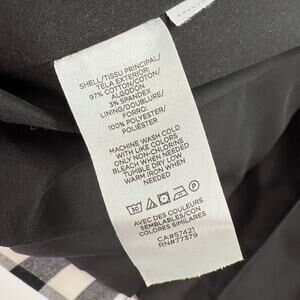 SHELL/TISSU PRINCIPAL/
TELA EXTERIOR:
97% COTTON/COTON/
ALGODÓN
3% SPANDEX
LINING/DOUBLURE/
FORRO:
100% POLYESTER/
POLIÉSTER
MACHINE WASH COLD
WITH LIKE COLORS
ONLY NON-CHLORINE
BLEACH WHEN NEEDED
TUMBLE DRY LOW
WARM IRON WHEN
NEEDED
30
AVEC DES COULEURS
SEMBLABLES/CON
COLORES SIMILARES
CA#57421
RN#77379